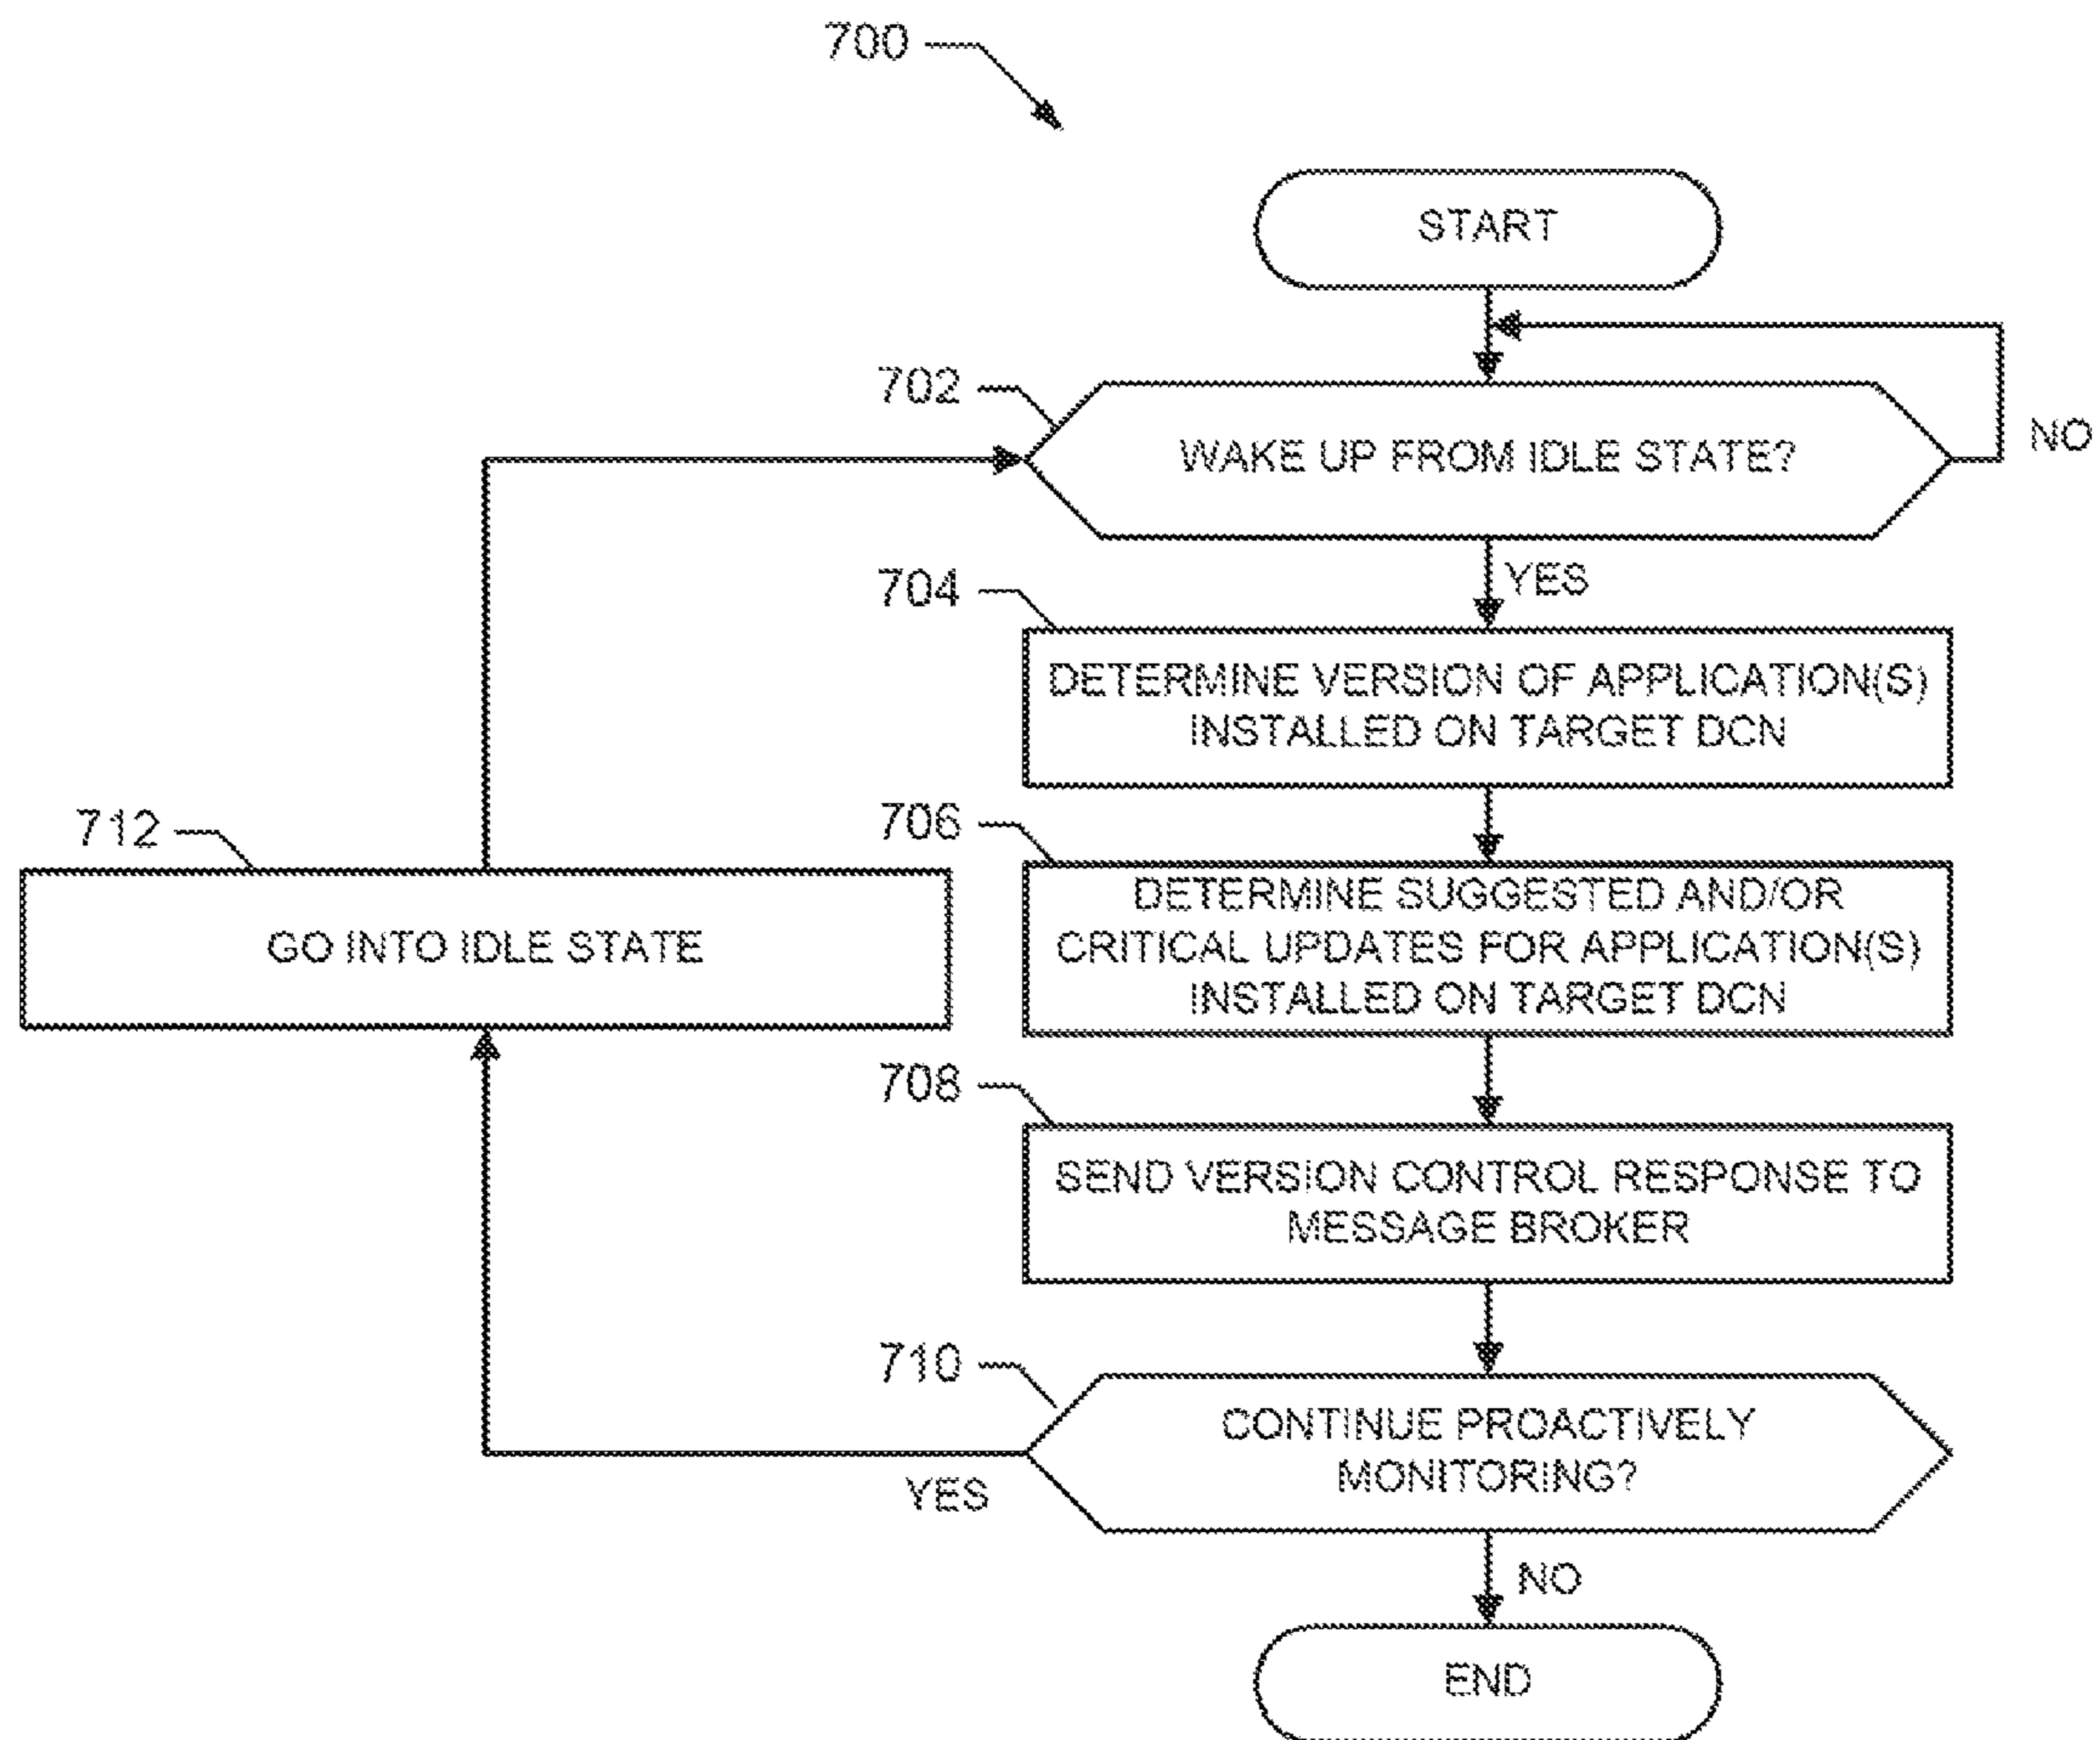 700
START
702
WAKE UP FROM IDLE STATE?
NO
YES
704
DETERMINE VERSION OF APPLICATION(S)
INSTALLED ON TARGET DCN
706
DETERMINE SUGGESTED AND/OR
CRITICAL UPDATES FOR APPLICATION(S)
INSTALLED ON TARGET DCN
712
GO INTO IDLE STATE
708
SEND VERSION CONTROL RESPONSE TO
MESSAGE BROKER
710
CONTINUE PROACTIVELY
MONITORING?
YES
NO
END